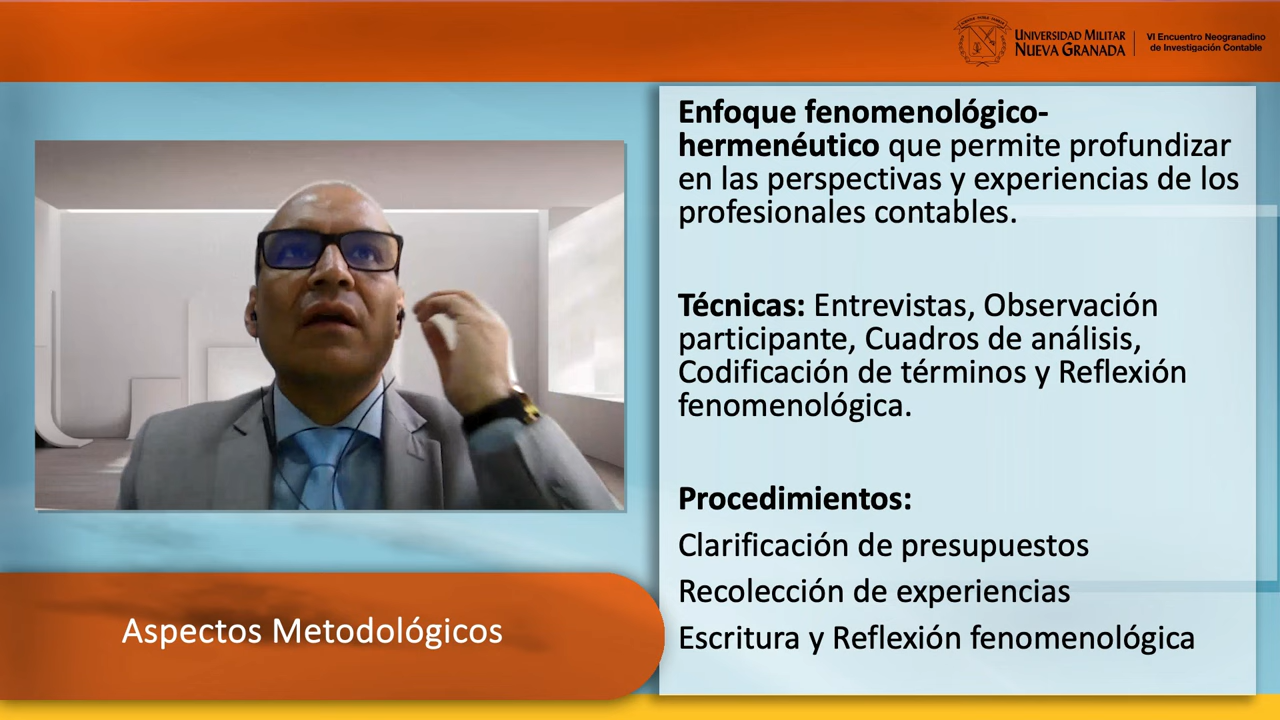 UNIVERSIDAD MILITAR
NUEVA GRANADA
VI Encuentro Neogranadino
de Investigación Contable
Enfoque fenomenológico-
hermenéutico que permite profundizar
en las perspectivas y experiencias de los
profesionales contables.
Técnicas: Entrevistas, Observación
participante, Cuadros de análisis,
Codificación de términos y Reflexión
fenomenológica.
Procedimientos:
Clarificación de presupuestos
Recolección de experiencias
Escritura y Reflexión fenomenológica
Aspectos Metodológicos